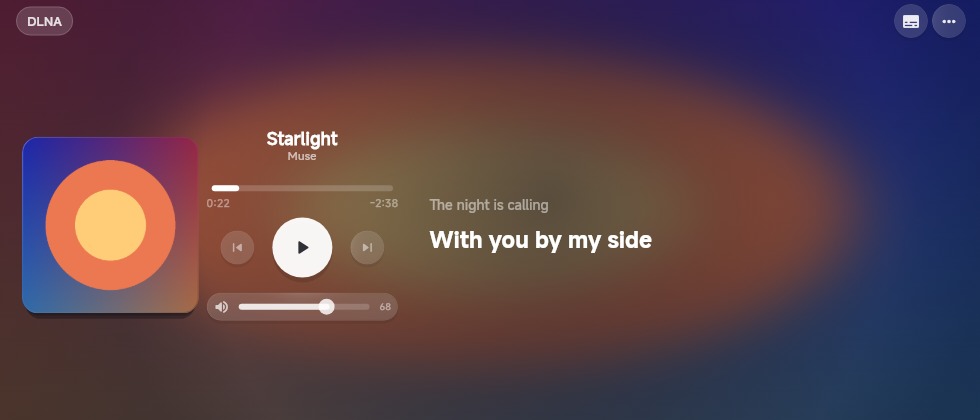 DLNA
Starlight
Muse
0:22
-2:38
68
The night is calling
With you by my side